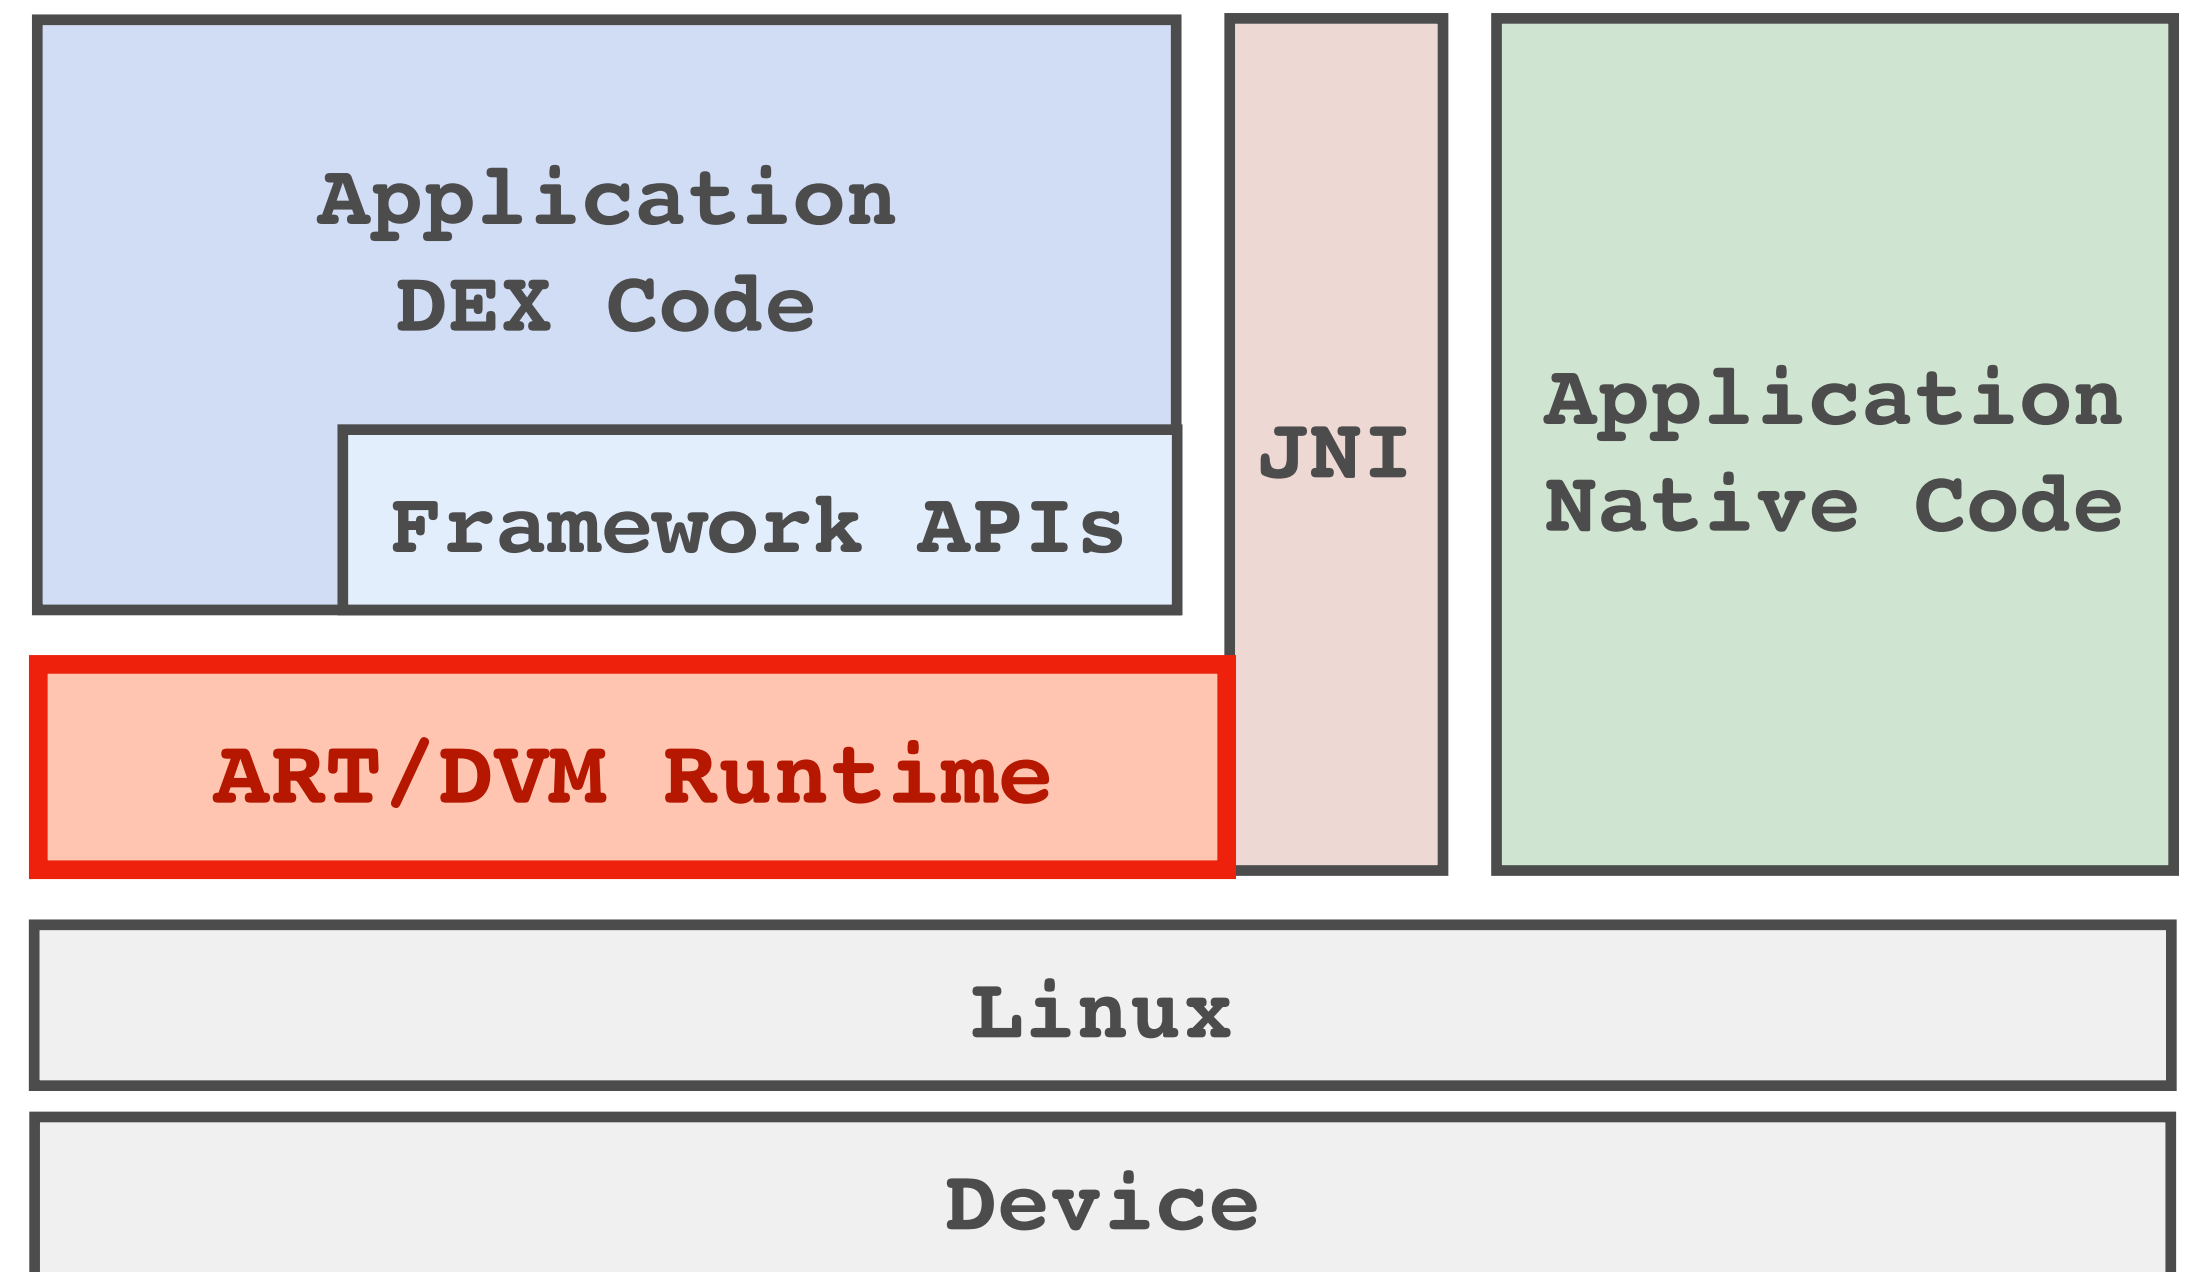 Application
DEX Code
Framework APIs
JNI
Application
Native Code
ART/DVM Runtime
Linux
Device